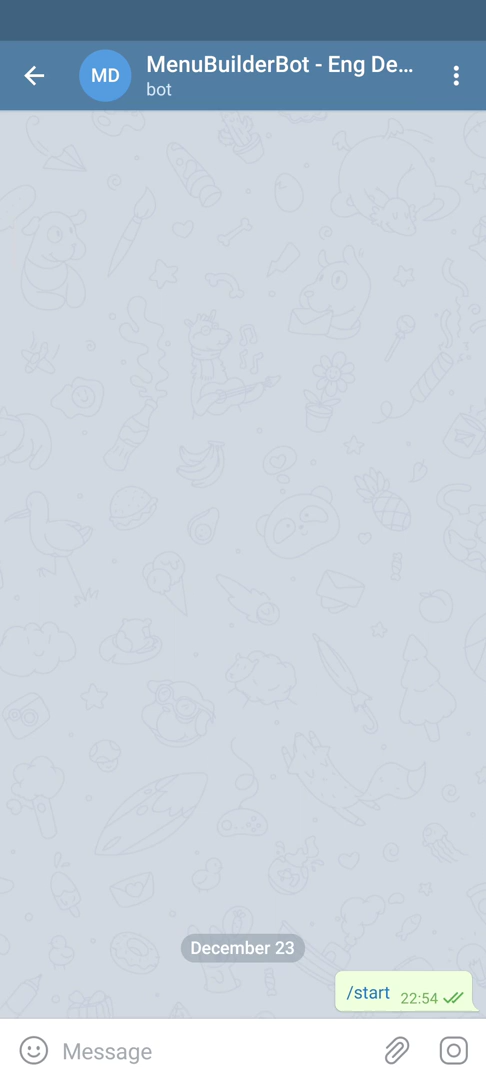 MD
MenuBuilderBot - Eng De...
bot
December 23
/start 22:54
Message